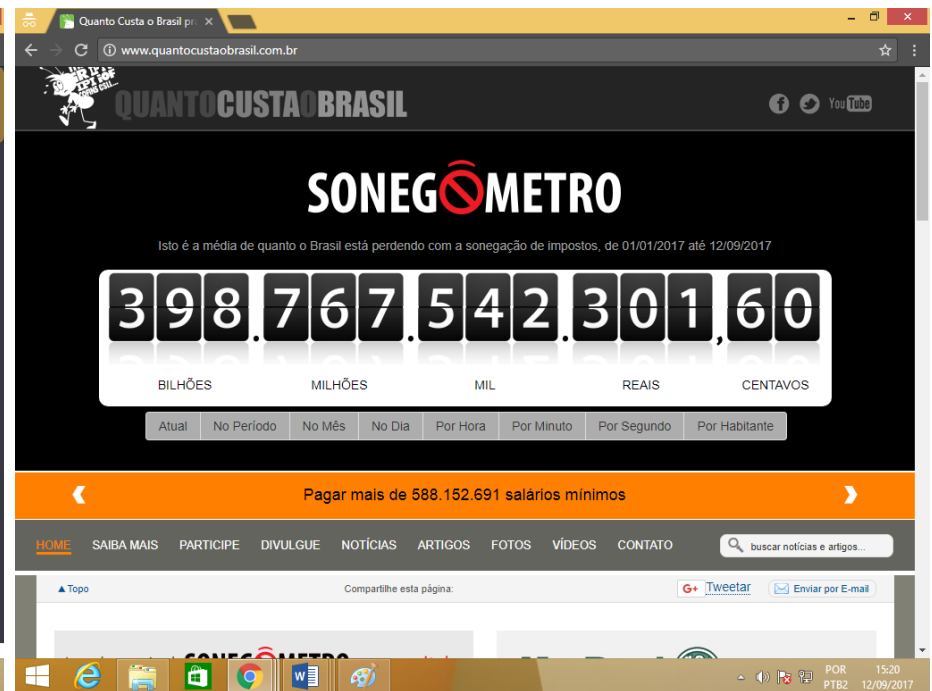 Quanto Custa o Brasil pra
www.quantocustaobrasil.com.br
QUANTOCUSTAOBRASIL
You Tube
SONEGÔMETRO
Isto é a média de quanto o Brasil está perdendo com a sonegação de impostos, de 01/01/2017 até 12/09/2017
398.767.542.301,60
BILHÕES MILHÕES MIL REAIS CENTAVOS
Atual No Período No Mês No Dia Por Hora Por Minuto Por Segundo Por Habitante
Pagar mais de 588.152.691 salários mínimos
HOME SAIBA MAIS PARTICIPE DIVULGUE NOTÍCIAS ARTIGOS FOTOS VÍDEOS CONTATO buscar notícias e artigos...
Topo Compartilhe esta página: G+ Tweetar Enviar por E-mail
SONEGÔMETRO
POR 15:20
PTB2 12/09/2017